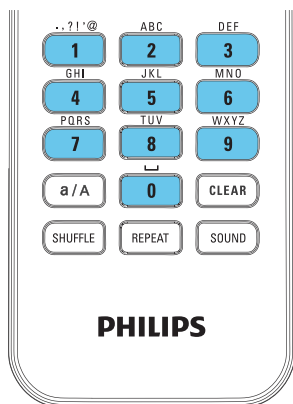 .,?!'@ ABC DEF
1 2 3
GHI JKL MNO
4 5 6
PQRS TUV WXYZ
7 8 9
a/A 0 CLEAR
SHUFFLE REPEAT SOUND
PHILIPS